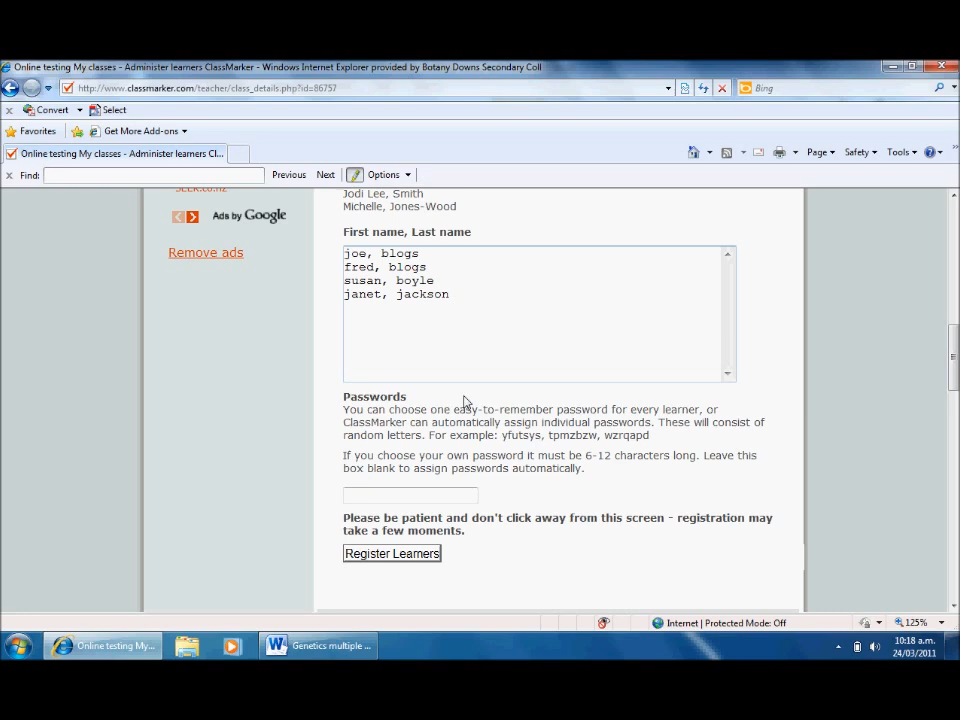 Online testing My classes - Administer learners ClassMarker - Windows Internet Explorer provided by Botany Downs Secondary Coll
http://www.classmarker.com/teacher/class_details.php?id=86757
Bing
Convert Select
Favorites Get More Add-ons
Online testing My classes - Administer learners Cl...
Page Safety Tools
Find: Previous Next Options
SEEK.co.nz
Ads by Google
Remove ads
Jodi Lee, Smith
Michelle, Jones-Wood
First name, Last name
joe, blogs
fred, blogs
susan, boyle
janet, jackson
Passwords
You can choose one easy-to-remember password for every learner, or
ClassMarker can automatically assign individual passwords. These will consist of
random letters. For example: yfutsys, tpmzbzw, wzrqapd
If you choose your own password it must be 6-12 characters long. Leave this
box blank to assign passwords automatically.
Please be patient and don't click away from this screen - registration may
take a few moments.
Register Learners
Internet | Protected Mode: Off
125%
Online testing My...
Genetics multiple ...
10:18 a.m.
24/03/2011